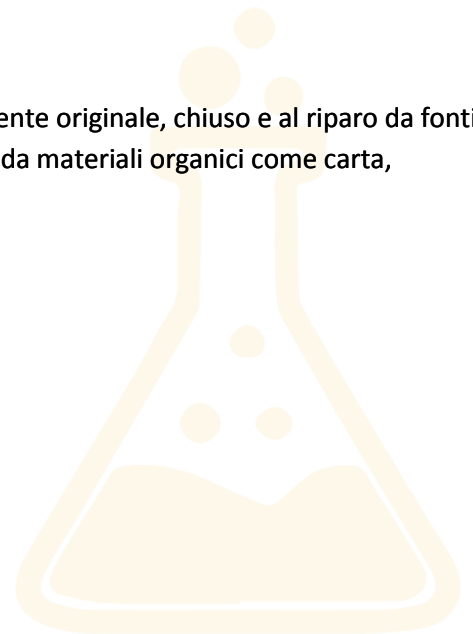 ente originale, chiuso e al riparo da fonti
da materiali organici come carta,